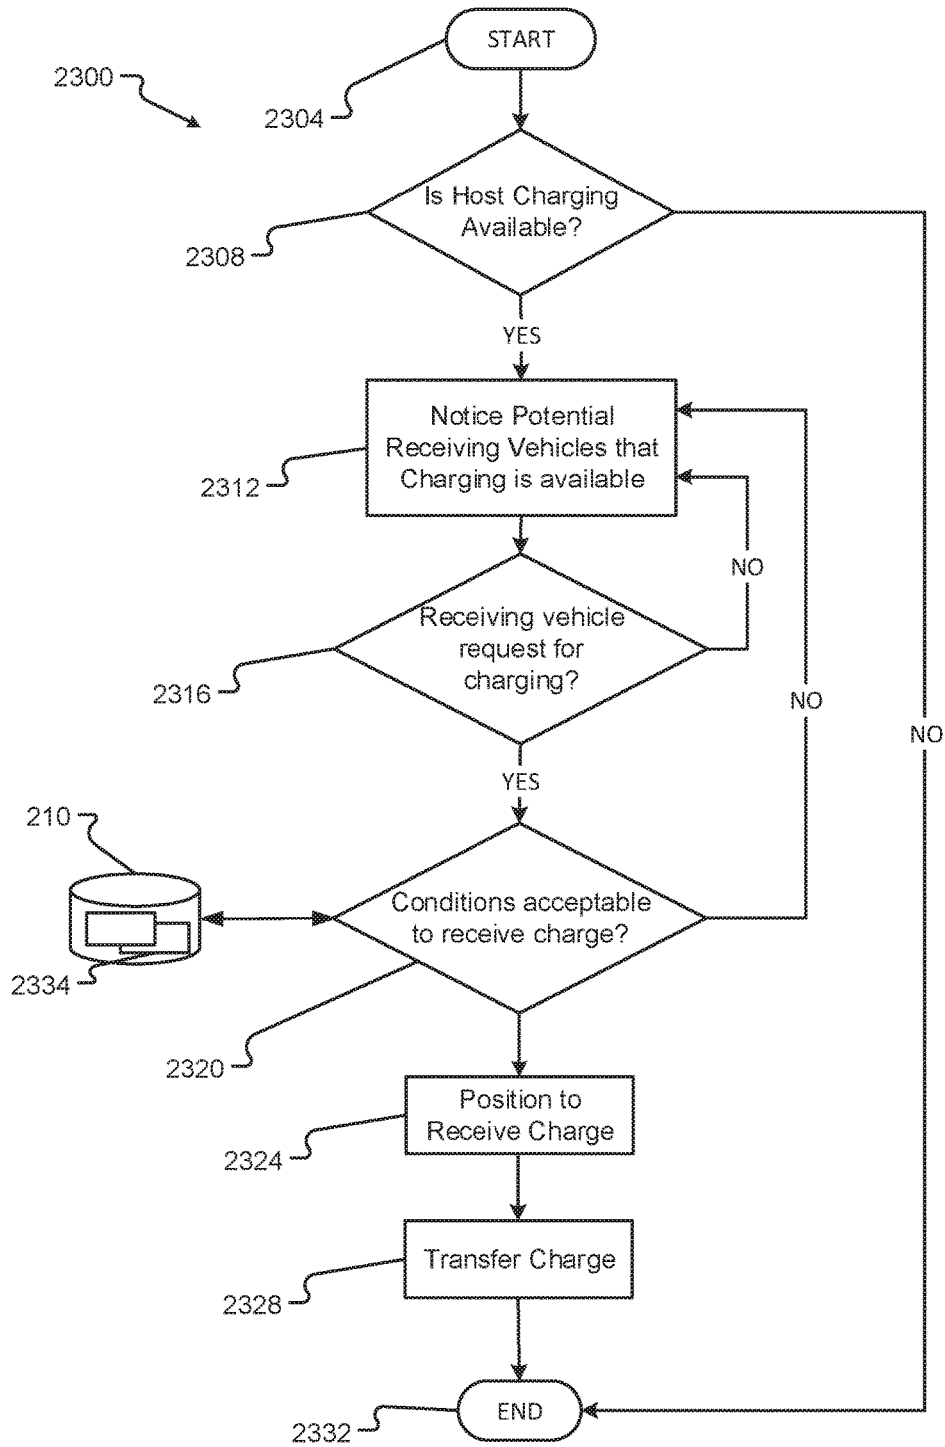 START
2300
2304
Is Host Charging
Available?
2308
YES
Notice Potential
Receiving Vehicles that
Charging is available
2312
NO
Receiving vehicle
request for
charging?
2316
NO
NO
YES
210
Conditions acceptable
to receive charge?
2334
2320
Position to
Receive Charge
2324
Transfer Charge
2328
END
2332